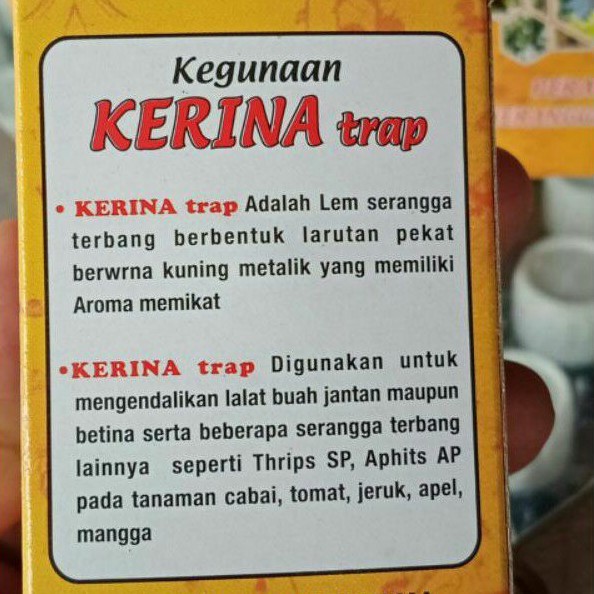 Kegunaan
KERINA trap
• KERINA trap Adalah Lem serangga
terbang berbentuk larutan pekat
berwrna kuning metalik yang memiliki
Aroma memikat
• KERINA trap Digunakan untuk
mengendalikan lalat buah jantan maupun
betina serta beberapa serangga terbang
lainnya seperti Thrips SP, Aphits AP
pada tanaman cabai, tomat, jeruk, apel,
mangga